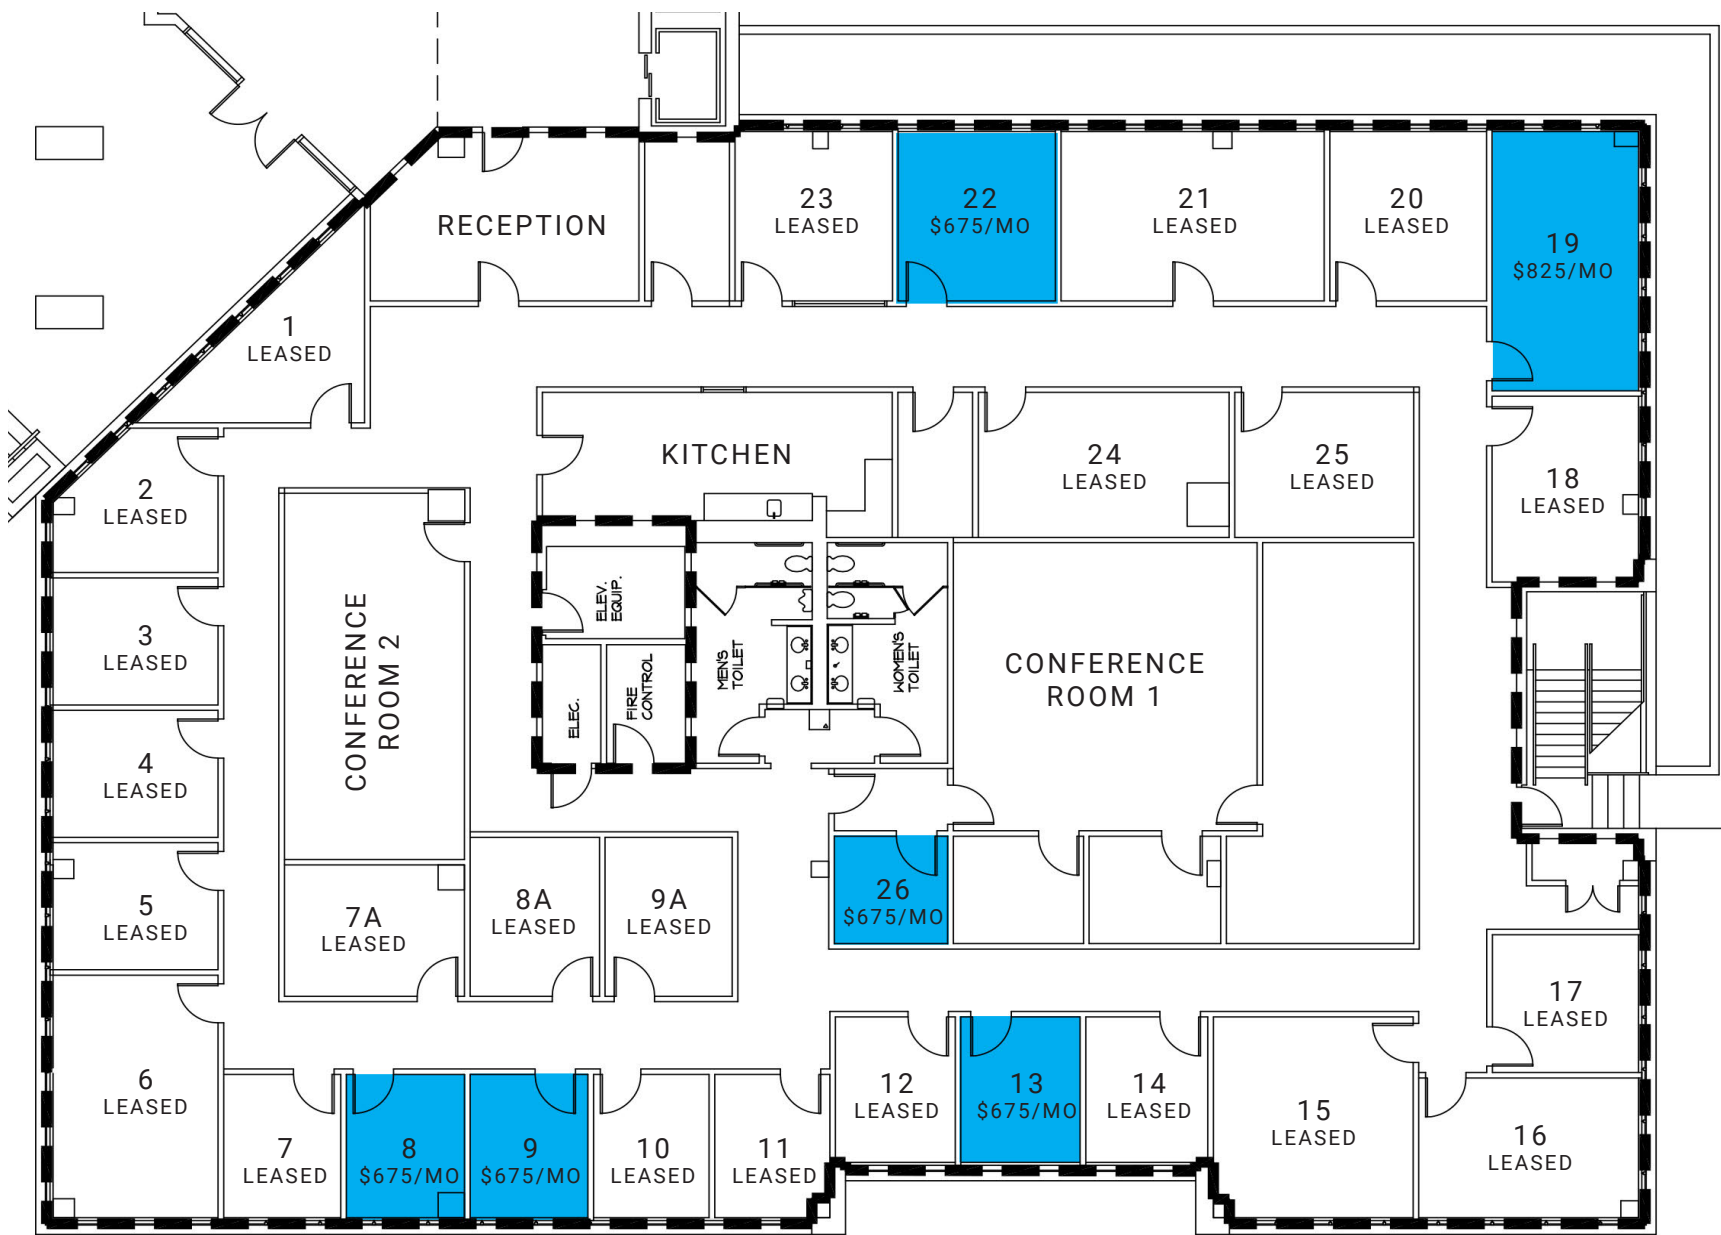 RECEPTION
23
LEASED
22
$675/MO
21
LEASED
20
LEASED
19
$825/MO
1
LEASED
KITCHEN
24
LEASED
25
LEASED
18
LEASED
2
LEASED
3
LEASED
4
LEASED
5
LEASED
6
LEASED
CONFERENCE
ROOM 2
ELEV.
EQUIP.
ELEC.
FIRE
CONTROL
MEN'S
TOILET
WOMEN'S
TOILET
CONFERENCE
ROOM 1
7A
LEASED
8A
LEASED
9A
LEASED
26
$675/MO
17
LEASED
7
LEASED
8
$675/MO
9
$675/MO
10
LEASED
11
LEASED
12
LEASED
13
$675/MO
14
LEASED
15
LEASED
16
LEASED